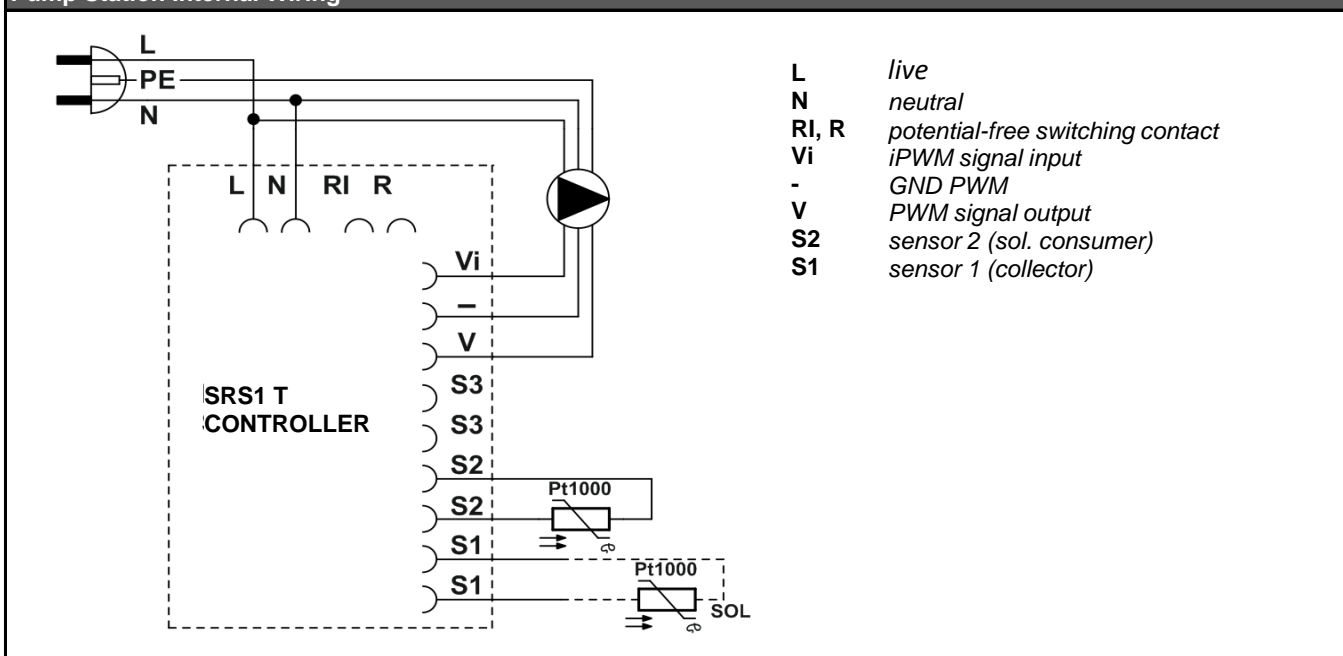 Pump Station Internal Wiring
L
PE
N
L N RI R
Vi
–
V
S3
S3
S2
S2
S1
S1
SRS1 T
CONTROLLER
Pt1000
Pt1000
SOL
L live
N neutral
RI, R potential-free switching contact
Vi iPWM signal input
- GND PWM
V PWM signal output
S2 sensor 2 (sol. consumer)
S1 sensor 1 (collector)